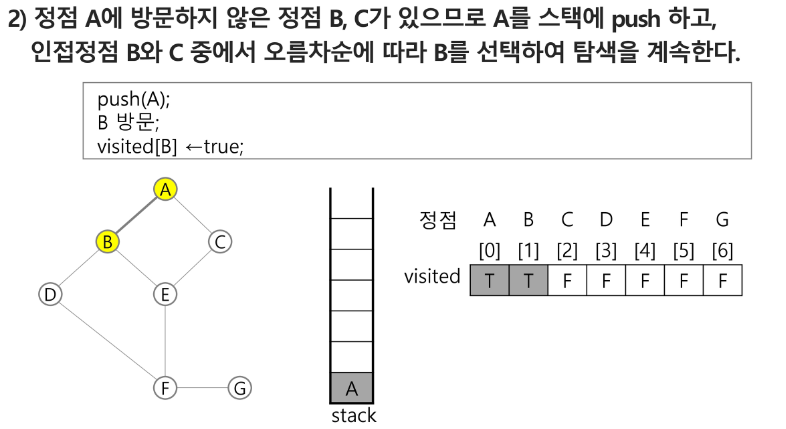 2) 정점 A에 방문하지 않은 정점 B, C가 있으므로 A를 스택에 push 하고,
인접정점 B와 C 중에서 오름차순에 따라 B를 선택하여 탐색을 계속한다.
push(A);
B 방문;
visited[B] ←true;
A
B
C
D
E
F
G
A
stack
정점 A B C D E F G
[0] [1] [2] [3] [4] [5] [6]
visited T T F F F F F